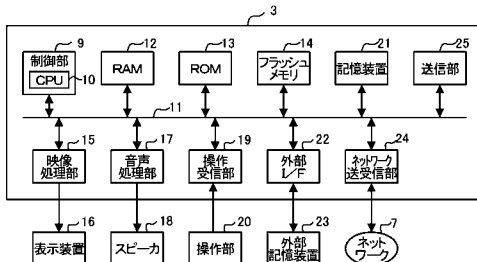 3
9
12
13
14
21
25
制御部
CPU
10
RAM
ROM
フラッシュ
メモリ
記憶装置
送信部
11
15
17
19
22
24
映像
処理部
音声
処理部
操作
受信部
外部
I/F
ネットワーク
送受信部
16
18
20
23
7
表示装置
スピーカ
操作部
外部
記憶装置
ネット
ワーク